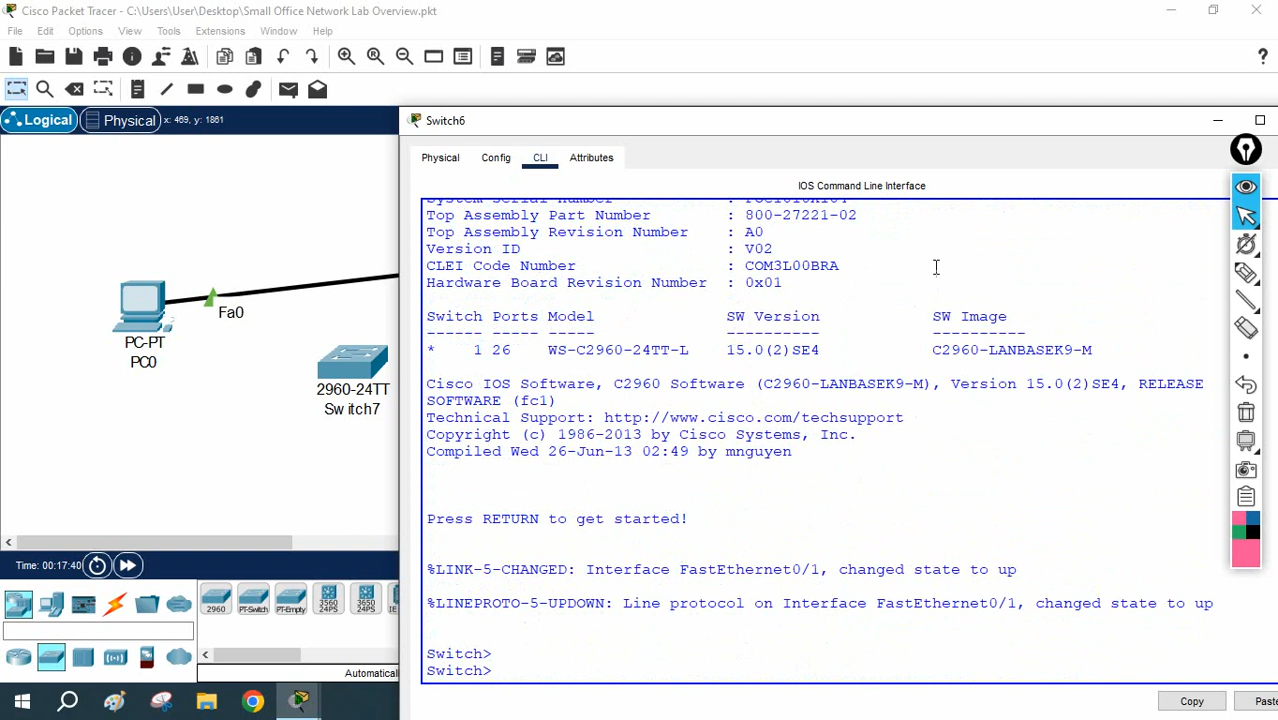 Cisco Packet Tracer - C:\Users\User\Desktop\Small Office Network Lab Overview.pkt
File Edit Options View Tools Extensions Window Help
Logical Physical x: 469, y: 1861
Switch6
Physical Config CLI Attributes
IOS Command Line Interface
Top Assembly Part Number : 800-27221-02
Top Assembly Revision Number : A0
Version ID : V02
CLEI Code Number : COM3L00BRA
Hardware Board Revision Number : 0x01
Switch Ports Model SW Version SW Image
------ ----- ----- ---------- ----------
* 1 26 WS-C2960-24TT-L 15.0(2)SE4 C2960-LANBASEK9-M
Cisco IOS Software, C2960 Software (C2960-LANBASEK9-M), Version 15.0(2)SE4, RELEASE
SOFTWARE (fc1)
Technical Support: http://www.cisco.com/techsupport
Copyright (c) 1986-2013 by Cisco Systems, Inc.
Compiled Wed 26-Jun-13 02:49 by mnguyen
Press RETURN to get started!
%LINK-5-CHANGED: Interface FastEthernet0/1, changed state to up
%LINEPROTO-5-UPDOWN: Line protocol on Interface FastEthernet0/1, changed state to up
Switch>
Switch>
Copy Paste
Fa0
PC-PT
PC0
2960-24TT
Switch7
Time: 00:17:40
2960 PT-Switch PT-Empty 3560 24PS 3650 24PS IE
Automatical